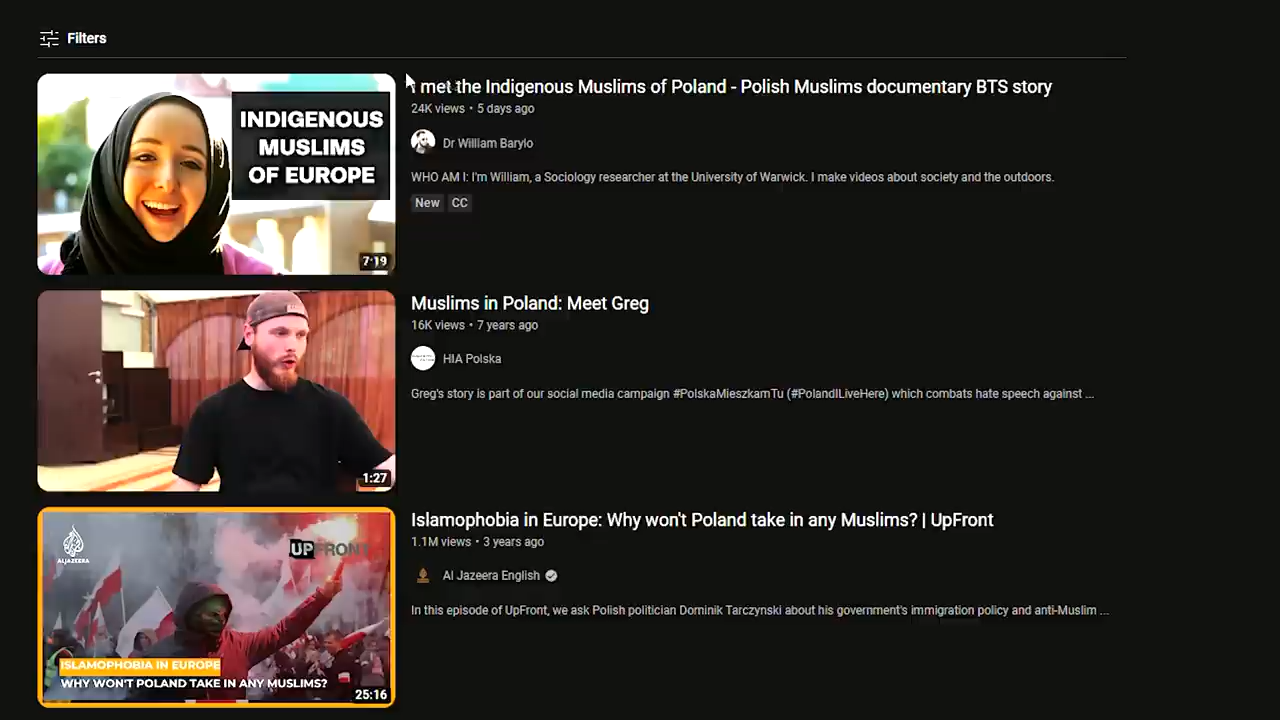 Filters
INDIGENOUS
MUSLIMS
OF EUROPE
7:19
I met the Indigenous Muslims of Poland - Polish Muslims documentary BTS story
24K views • 5 days ago
Dr William Barylo
WHO AM I: I'm William, a Sociology researcher at the University of Warwick. I make videos about society and the outdoors.
New CC
1:27
Muslims in Poland: Meet Greg
16K views • 7 years ago
HIA Polska
Greg's story is part of our social media campaign #PolskaMieszkamTu (#PolandILiveHere) which combats hate speech against ...
ALJAZEERA
UPFRONT
ISLAMOPHOBIA IN EUROPE
WHY WON'T POLAND TAKE IN ANY MUSLIMS?
25:16
Islamophobia in Europe: Why won't Poland take in any Muslims? | UpFront
1.1M views • 3 years ago
Al Jazeera English
In this episode of UpFront, we ask Polish politician Dominik Tarczynski about his government's immigration policy and anti-Muslim ...